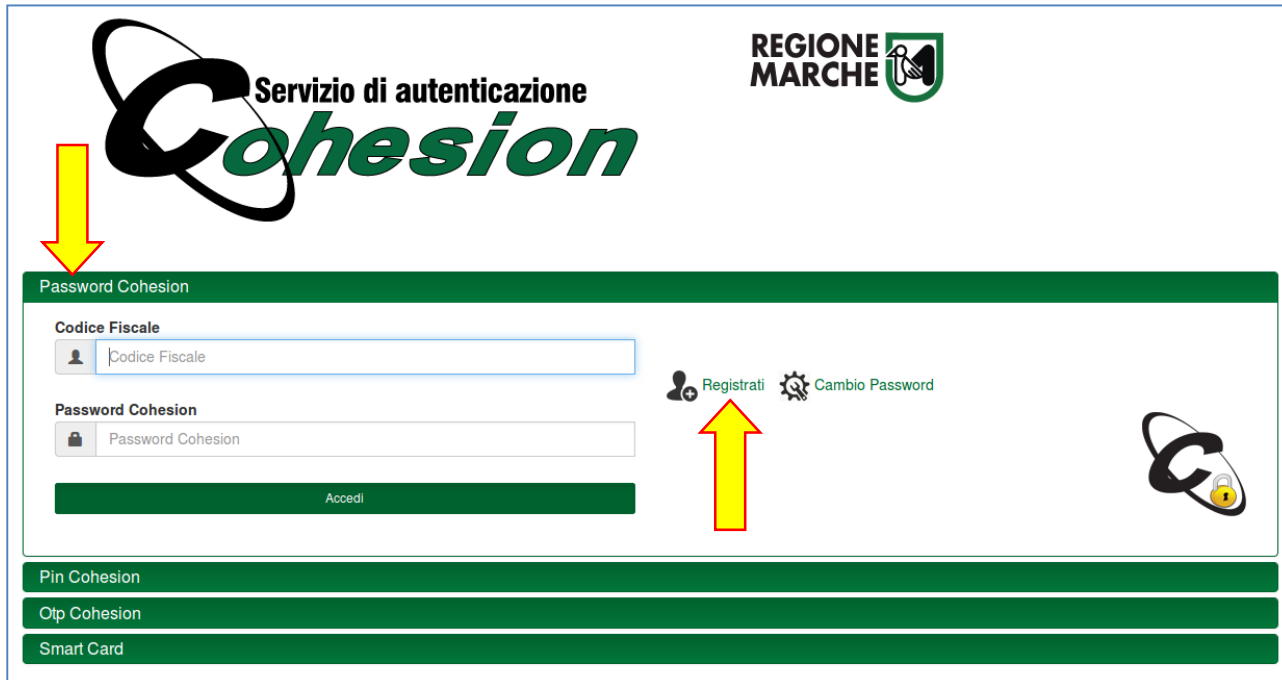 Servizio di autenticazione
Cohesion
REGIONE
MARCHE
Password Cohesion
Codice Fiscale
Codice Fiscale
Registrati Cambio Password
Password Cohesion
Password Cohesion
Accedi
Pin Cohesion
Otp Cohesion
Smart Card